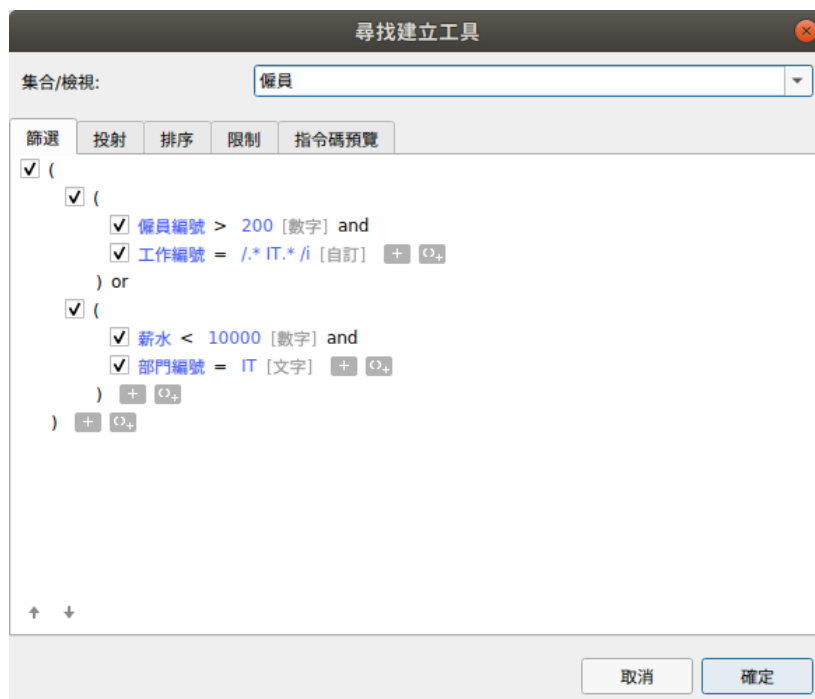 尋找建立工具
集合/檢視: 僱員
篩選 投射 排序 限制 指令碼預覽
(
(
僱員編號 > 200 [數字] and
工作編號 = /.* IT.* /i [自訂]
) or
(
薪水 < 10000 [數字] and
部門編號 = IT [文字]
)
)
取消 確定